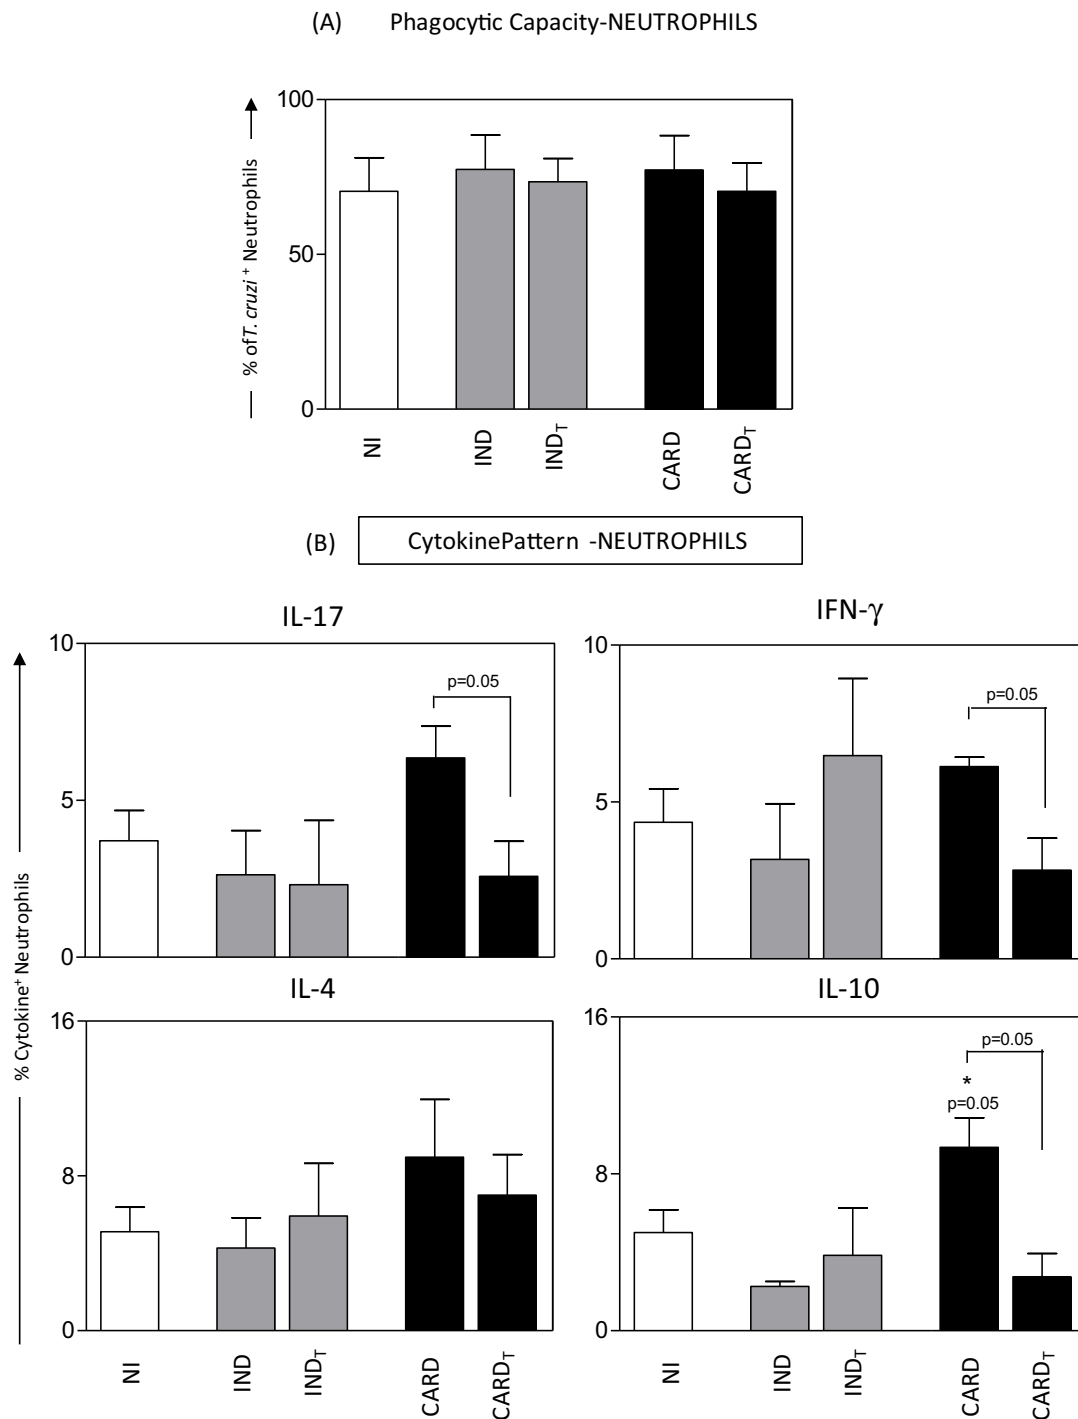 (A) Phagocytic Capacity-NEUTROPHILS
% of T. cruzi + Neutrophils
100
50
0
NI
IND
INDT
CARD
CARDT
(B) CytokinePattern -NEUTROPHILS
% Cytokine+ Neutrophils
IL-17
10
5
0
p=0.05
IFN-γ
10
5
0
p=0.05
IL-4
16
8
0
NI
IND
INDT
CARD
CARDT
IL-10
16
8
0
p=0.05
*
p=0.05
NI
IND
INDT
CARD
CARDT